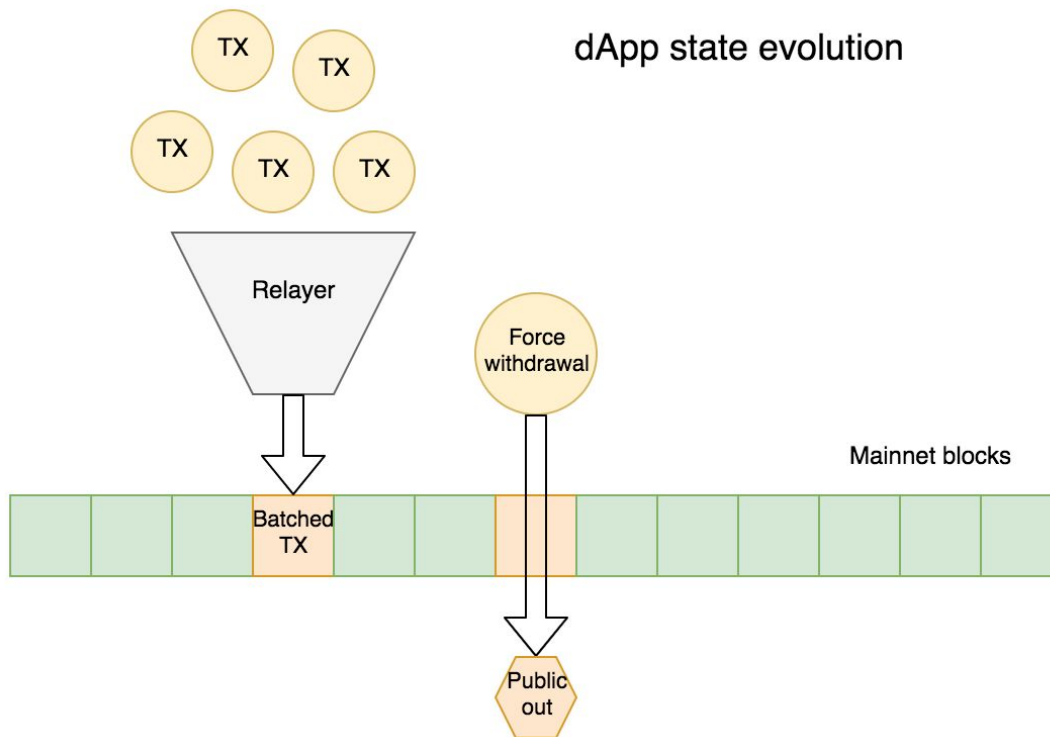 dApp state evolution
TX
TX
TX
TX
TX
Relayer
Force
withdrawal
Mainnet blocks
Batched
TX
Public
out